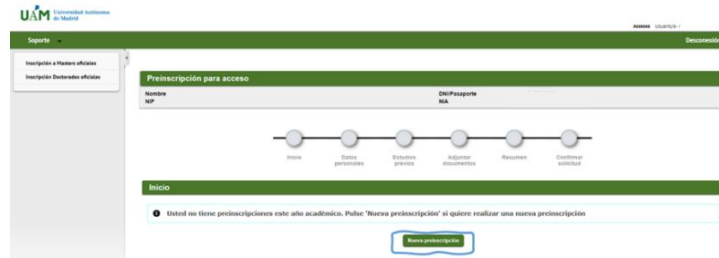 UAM Universidad Autónoma
de Madrid
Usuario/a :
Soporte
Desconexión
Inscripción a Masters oficiales
Inscripción Doctorados oficiales
Preinscripción para acceso
Nombre DNI/Pasaporte
NIP NIA
Inicio Datos personales Estudios previos Adjuntar documentos Resumen Confirmar solicitud
Inicio
Usted no tiene preinscripciones este año académico. Pulse 'Nueva preinscripción' si quiere realizar una nueva preinscripción
Nueva preinscripción